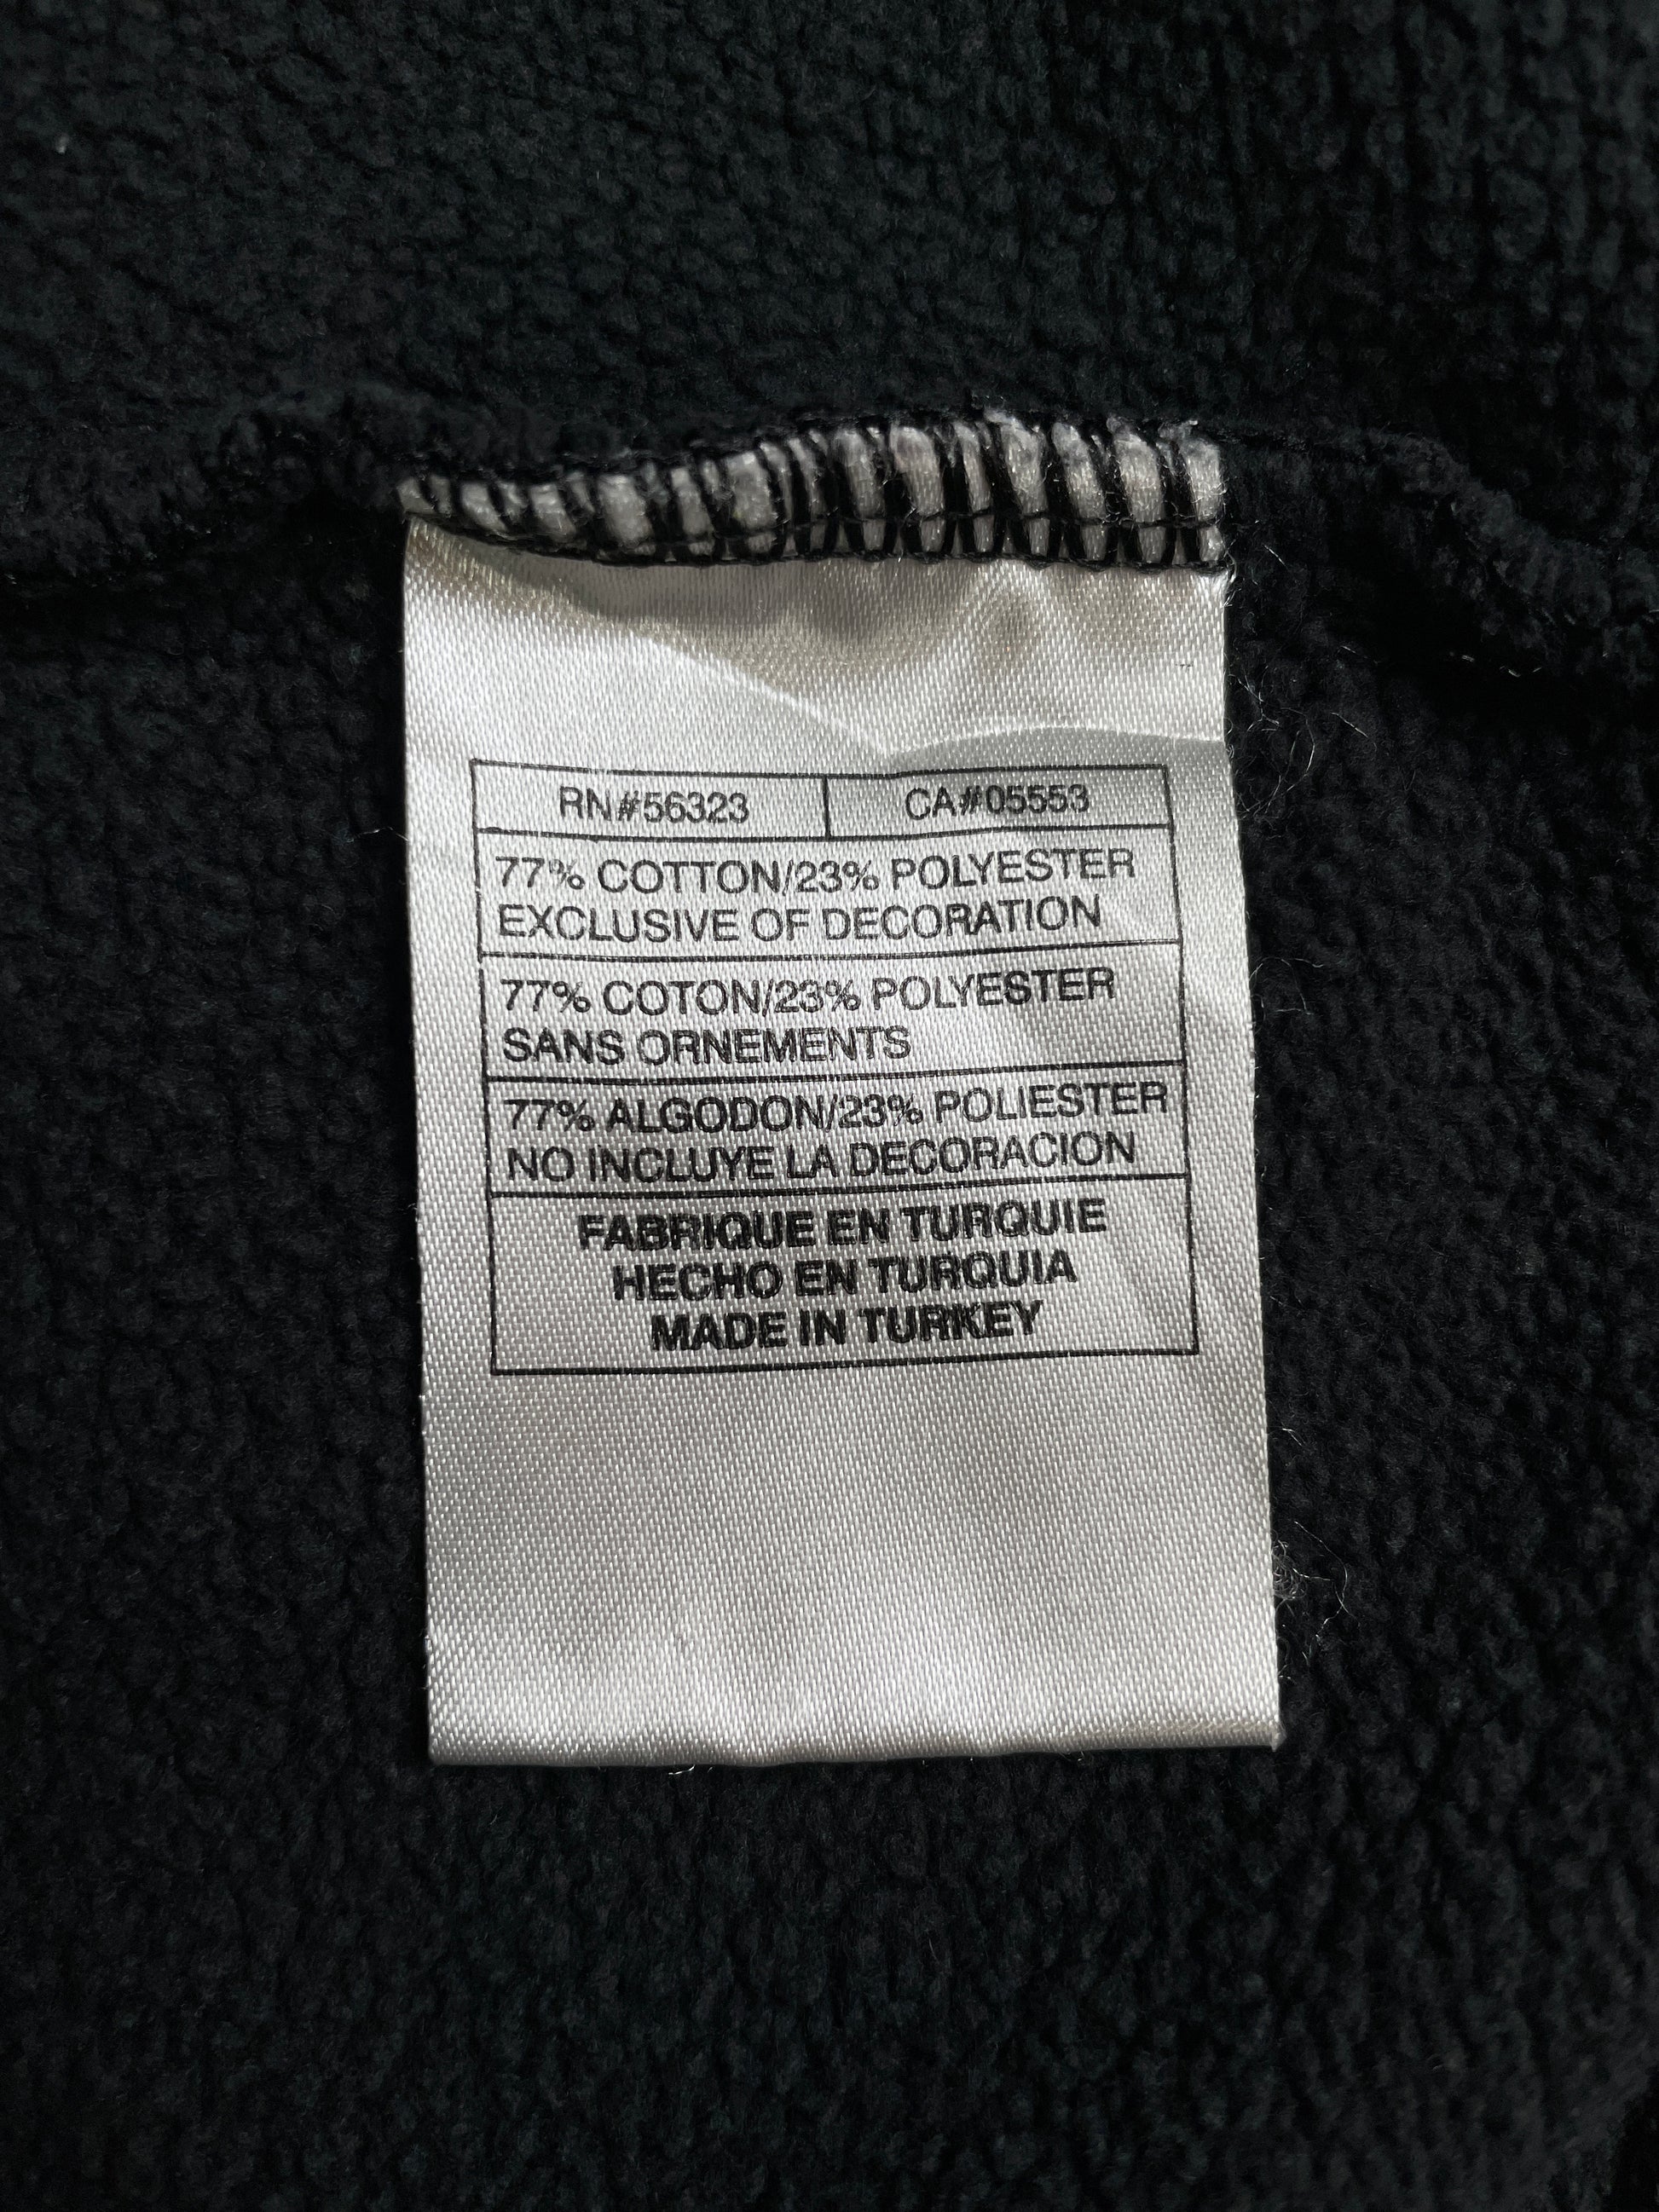 RN#56323 CA#05553
77% COTTON/23% POLYESTER
EXCLUSIVE OF DECORATION
77% COTON/23% POLYESTER
SANS ORNEMENTS
77% ALGODON/23% POLIESTER
NO INCLUYE LA DECORACION
FABRIQUE EN TURQUIE
HECHO EN TURQUIA
MADE IN TURKEY